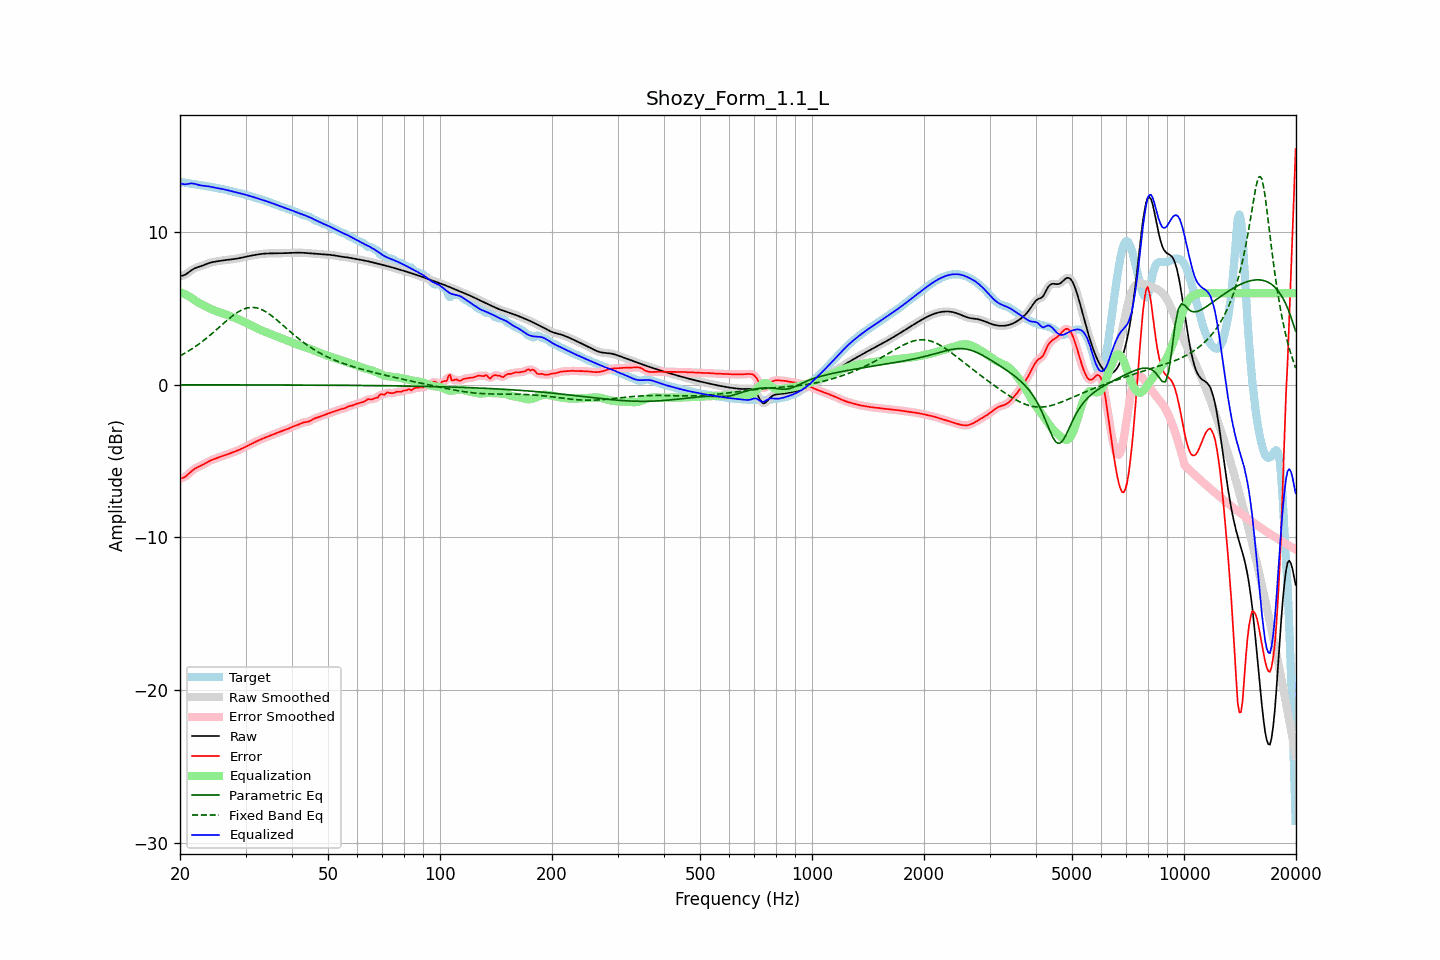 Shozy_Form_1.1_L
10
0
−10
−20
−30
Amplitude (dBr)
Target
Raw Smoothed
Error Smoothed
Raw
Error
Equalization
Parametric Eq
Fixed Band Eq
Equalized
20 50 100 200 500 1000 2000 5000 10000 20000
Frequency (Hz)